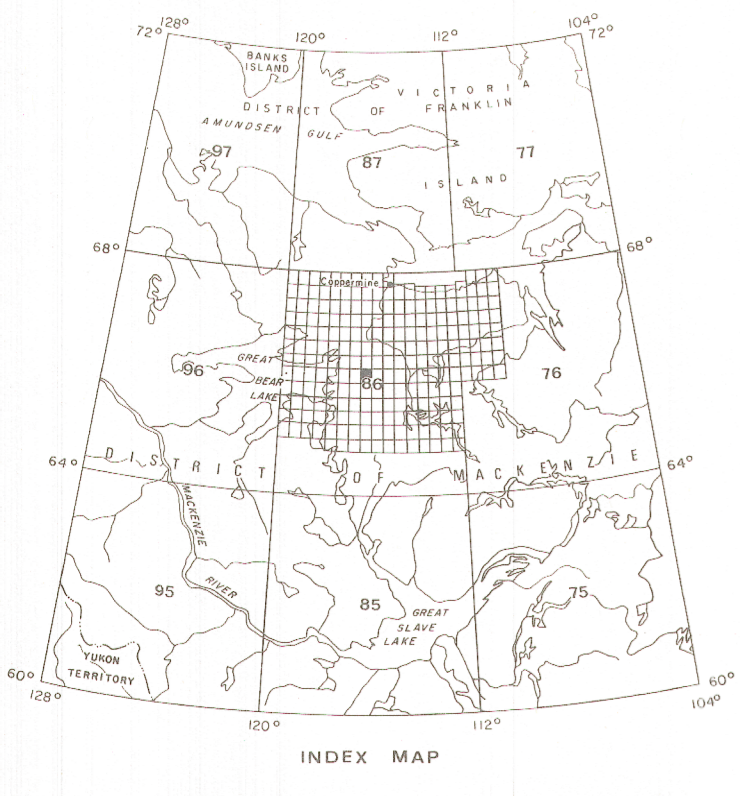 128°
120°
112°
104°
72°
72°
BANKS
ISLAND
VICTORIA
DISTRICT OF FRANKLIN
AMUNDSEN GULF
97
87
77
ISLAND
68°
68°
Coppermine
GREAT
BEAR
LAKE
96
86
76
DISTRICT OF MACKENZIE
64°
64°
MACKENZIE
RIVER
95
85
75
GREAT
SLAVE
LAKE
YUKON
TERRITORY
60°
60°
128°
120°
112°
104°
INDEX MAP